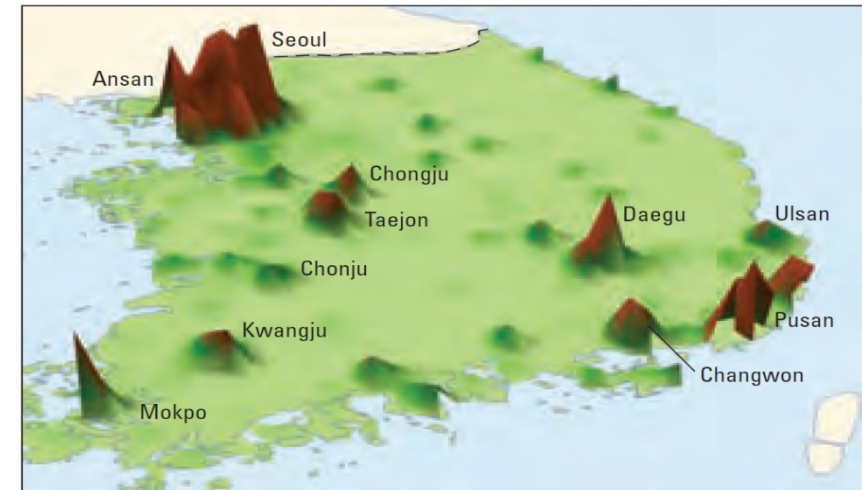 Seoul
Ansan
Chongju
Taejon
Daegu
Ulsan
Chonju
Kwangju
Pusan
Changwon
Mokpo